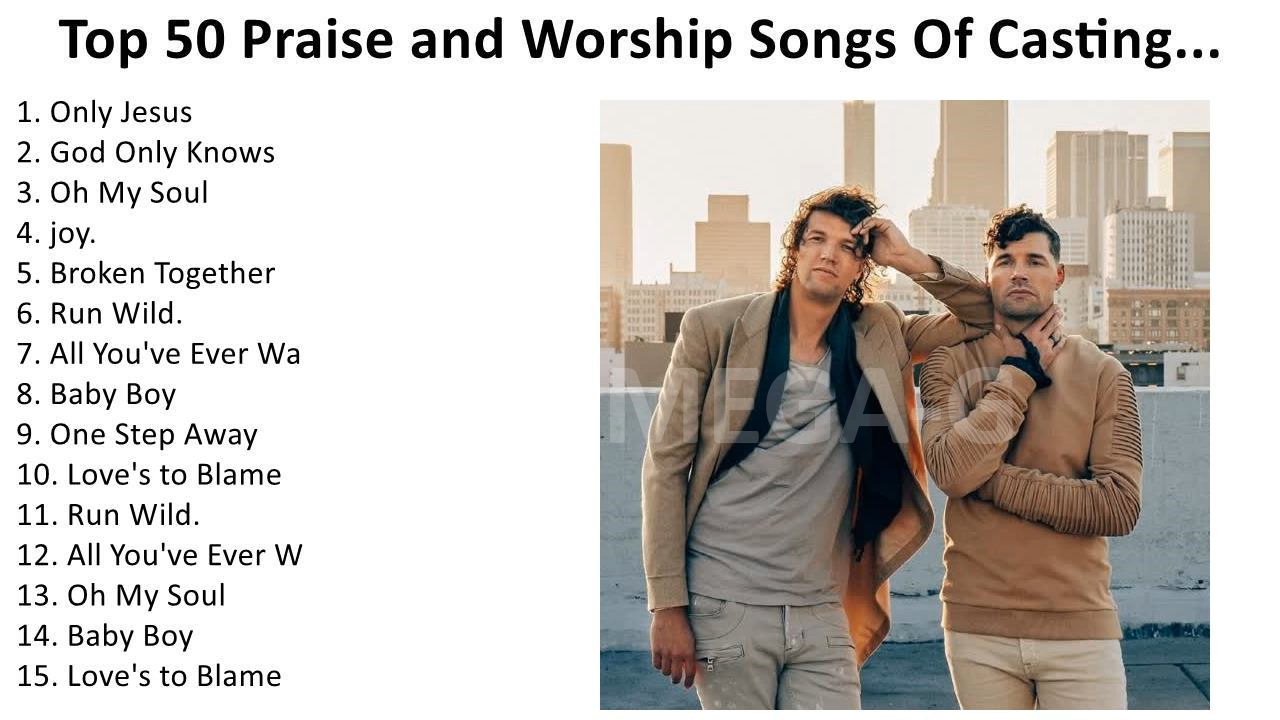 Top 50 Praise and Worship Songs Of Casting...
1. Only Jesus
2. God Only Knows
3. Oh My Soul
4. joy.
5. Broken Together
6. Run Wild.
7. All You've Ever Wa
8. Baby Boy
9. One Step Away
10. Love's to Blame
11. Run Wild.
12. All You've Ever W
13. Oh My Soul
14. Baby Boy
15. Love's to Blame
MEGA-G